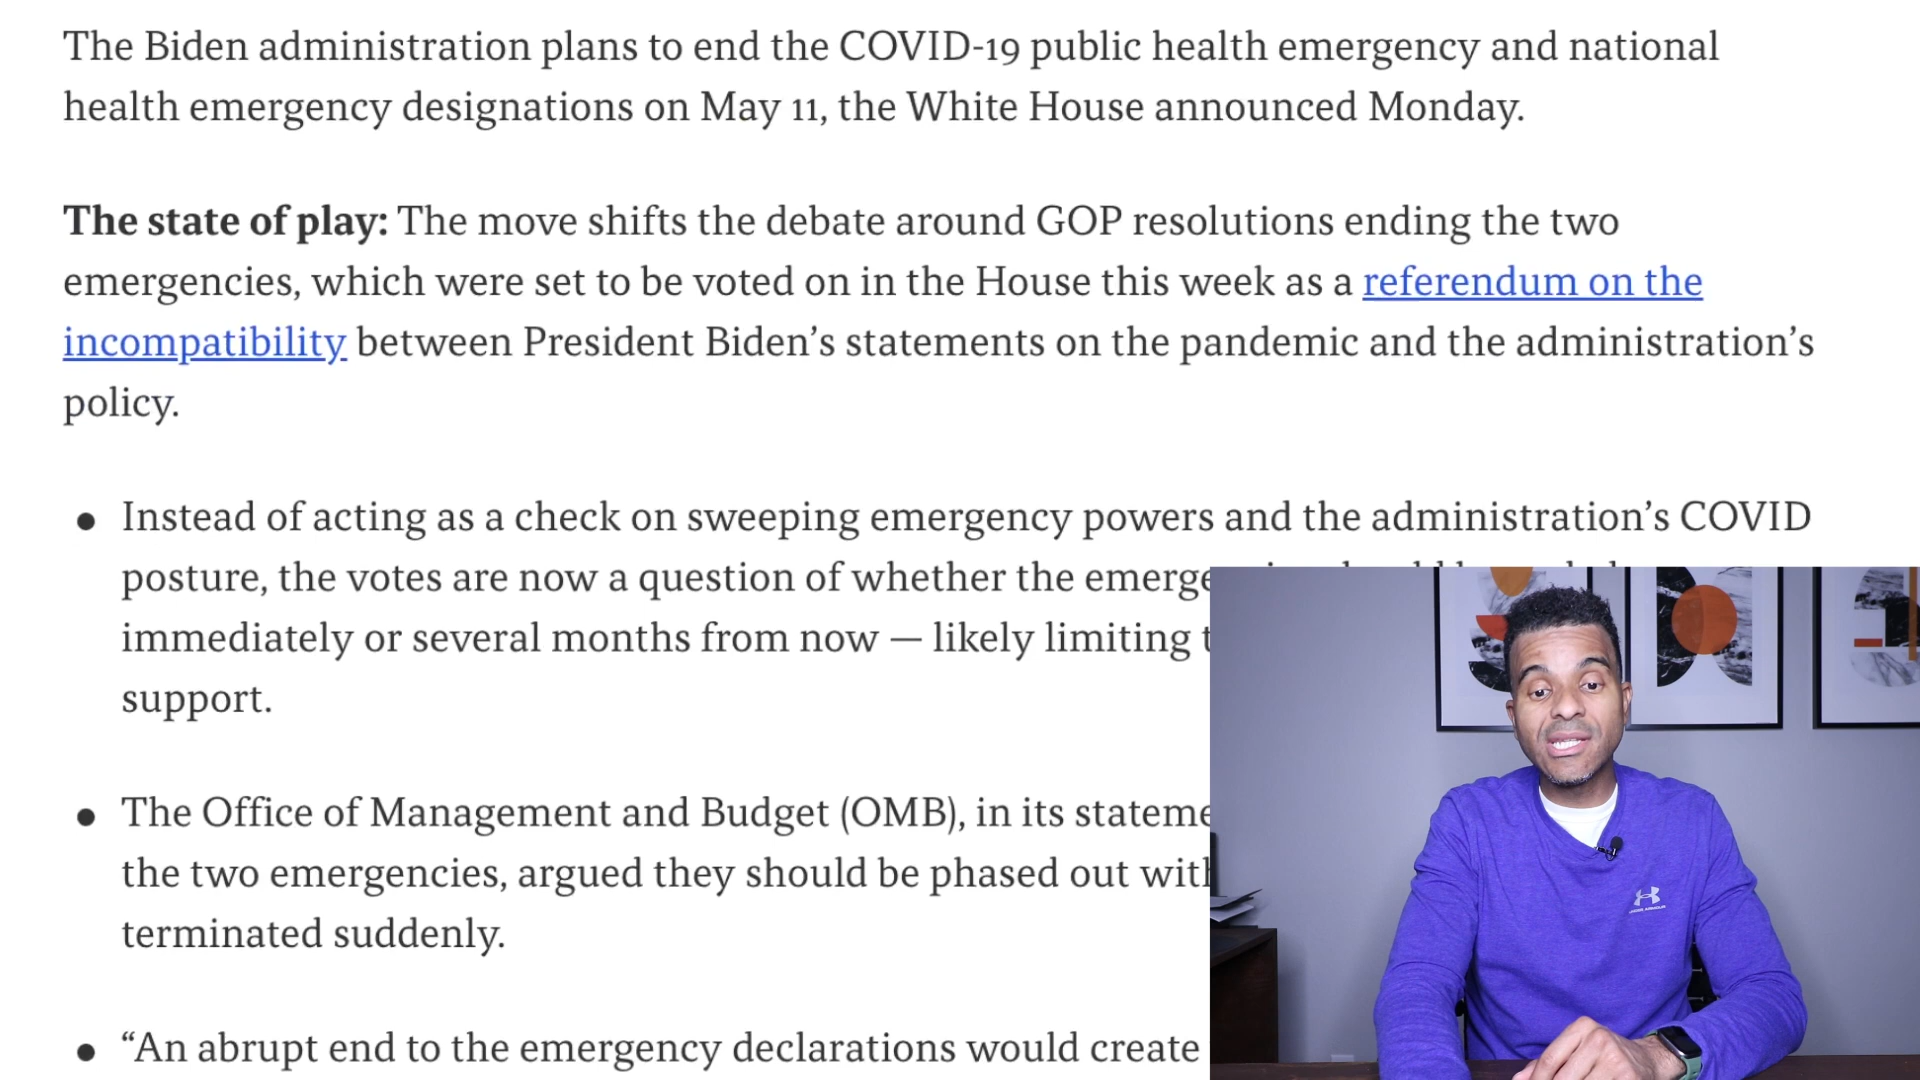 The Biden administration plans to end the COVID-19 public health emergency and national
health emergency designations on May 11, the White House announced Monday.
The state of play: The move shifts the debate around GOP resolutions ending the two
emergencies, which were set to be voted on in the House this week as a referendum on the
incompatibility between President Biden’s statements on the pandemic and the administration’s
policy.
• Instead of acting as a check on sweeping emergency powers and the administration’s COVID
posture, the votes are now a question of whether the
immediately or several months from now — likely limiting
support.
• The Office of Management and Budget (OMB), in its
the two emergencies, argued they should be phased out
terminated suddenly.
• “An abrupt end to the emergency declarations would create
UNDER ARMOUR